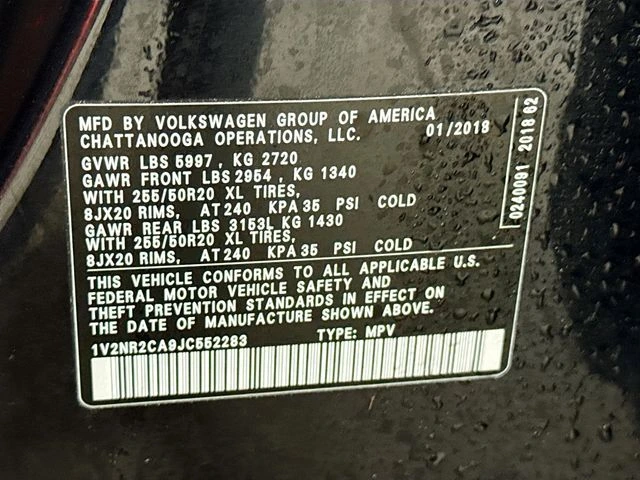 MFD BY VOLKSWAGEN GROUP OF AMERICA
CHATTANOOGA OPERATIONS, LLC. 01/2018
GVWR LBS 5997 , KG 2720
GAWR FRONT LBS 2954 , KG 1340
WITH 255/50R20 XL TIRES,
8JX20 RIMS, AT 240 KPA 35 PSI COLD
GAWR REAR LBS 3153L KG 1430
WITH 255/50R20 XL TIRES,
8JX20 RIMS, AT 240 KPA 35 PSI COLD
THIS VEHICLE CONFORMS TO ALL APPLICABLE U.S.
FEDERAL MOTOR VEHICLE SAFETY AND
THEFT PREVENTION STANDARDS IN EFFECT ON
THE DATE OF MANUFACTURE SHOWN ABOVE.
1V2NR2CA9JC552283 TYPE: MPV
0240091 2018 62